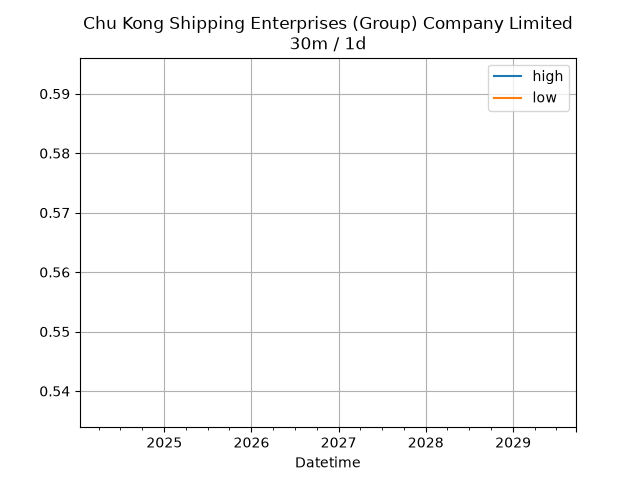 Chu Kong Shipping Enterprises (Group) Company Limited
30m / 1d
high
low
0.59
0.58
0.57
0.56
0.55
0.54
2025 2026 2027 2028 2029
Datetime